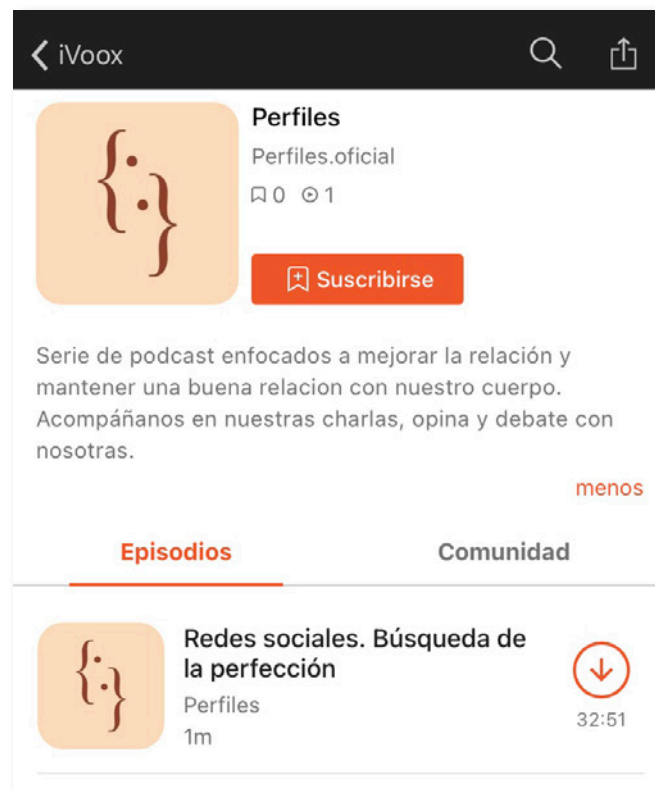 iVoox
Perfiles
Perfiles.oficial
0 1
Suscribirse
Serie de podcast enfocados a mejorar la relación y
mantener una buena relacion con nuestro cuerpo.
Acompáñanos en nuestras charlas, opina y debate con
nosotras.
menos
Episodios Comunidad
Redes sociales. Búsqueda de
la perfección
Perfiles
1m
32:51